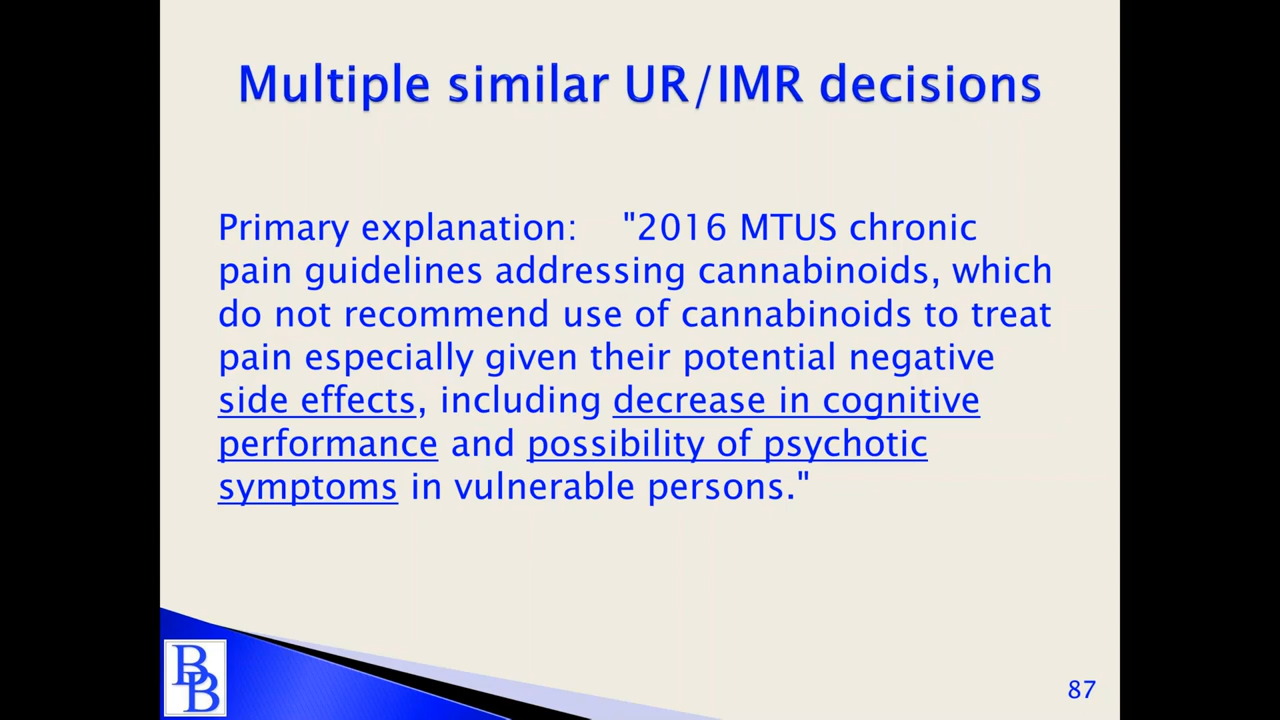 Multiple similar UR/IMR decisions
Primary explanation: "2016 MTUS chronic
pain guidelines addressing cannabinoids, which
do not recommend use of cannabinoids to treat
pain especially given their potential negative
side effects, including decrease in cognitive
performance and possibility of psychotic
symptoms in vulnerable persons."
BB
87